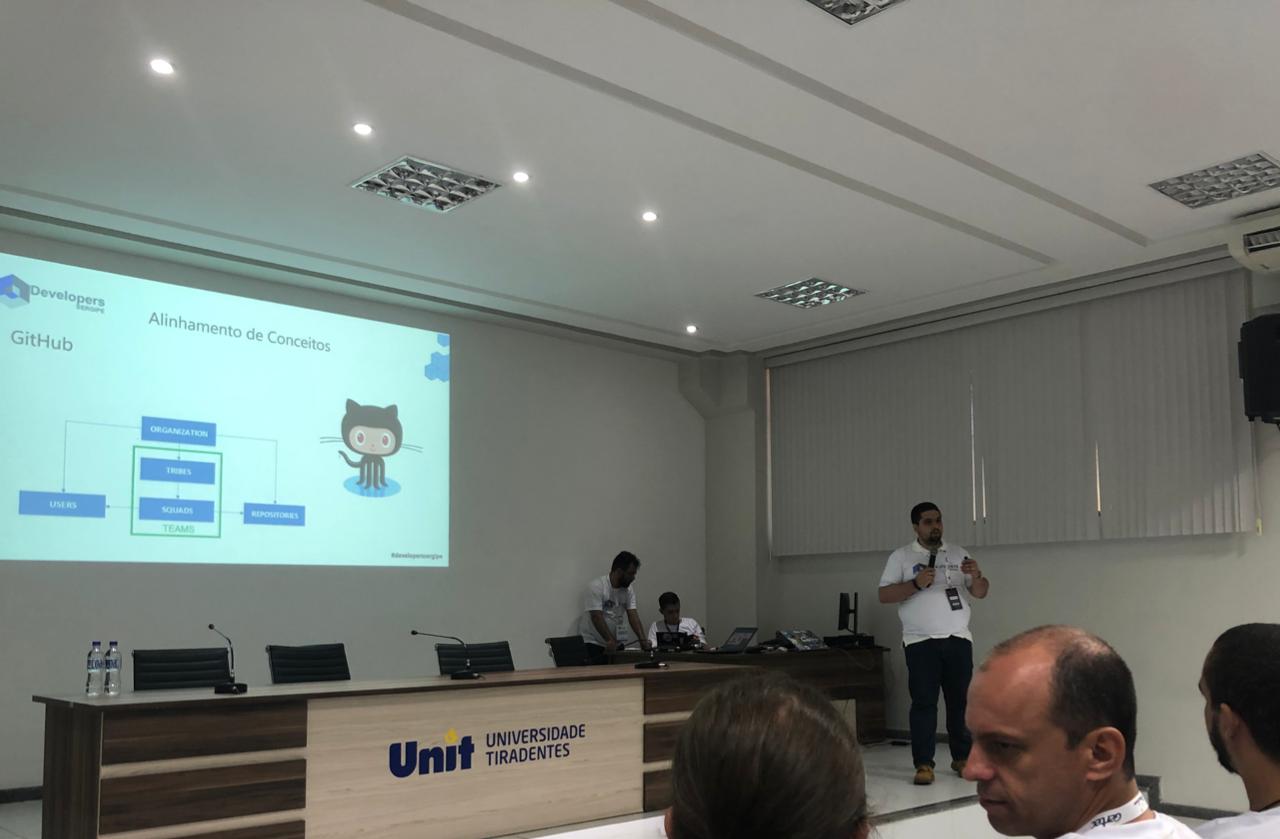 Developers
SERGIPE
Alinhamento de Conceitos
GitHub
ORGANIZATION
TRIBES
USERS
SQUADS
REPOSITORIES
TEAMS
#developersergipe
Unit
UNIVERSIDADE
TIRADENTES